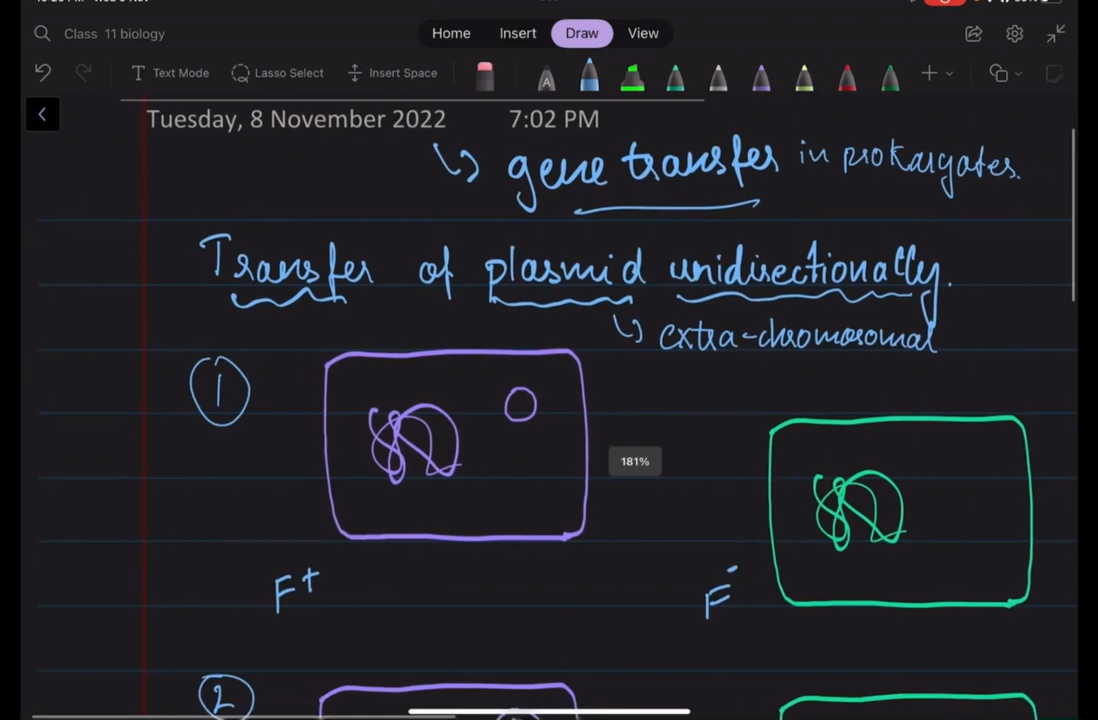 Class 11 biology
Home Insert Draw View
Text Mode Lasso Select Insert Space
A
Tuesday, 8 November 2022 7:02 PM
↳ gene transfer in prokaryotes.
Transfer of plasmid unidirectionally.
↳ extra-chromosomal
1
181%
F+
F-
2